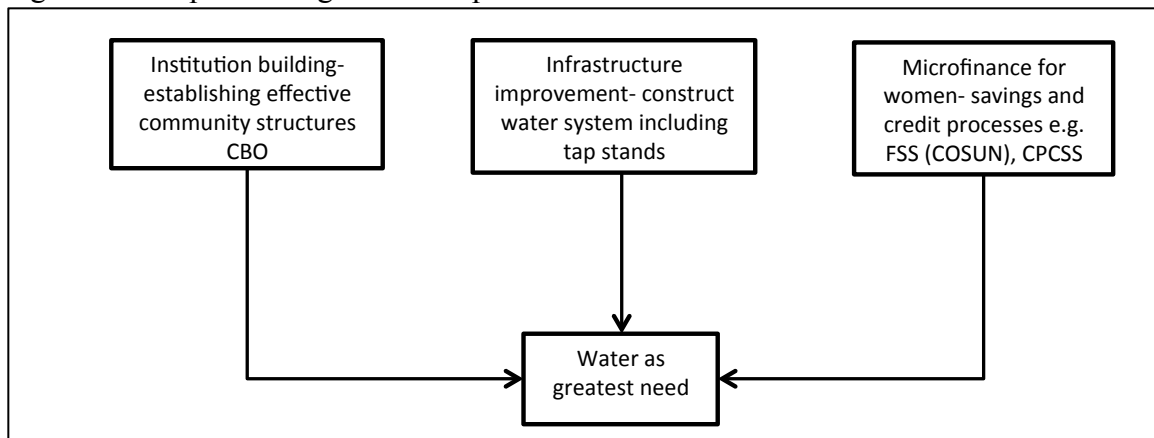 Institution building-
establishing effective
community structures
CBO
Infrastructure
improvement- construct
water system including
tap stands
Microfinance for
women- savings and
credit processes e.g.
FSS (COSUN), CPCSS
Water as
greatest need